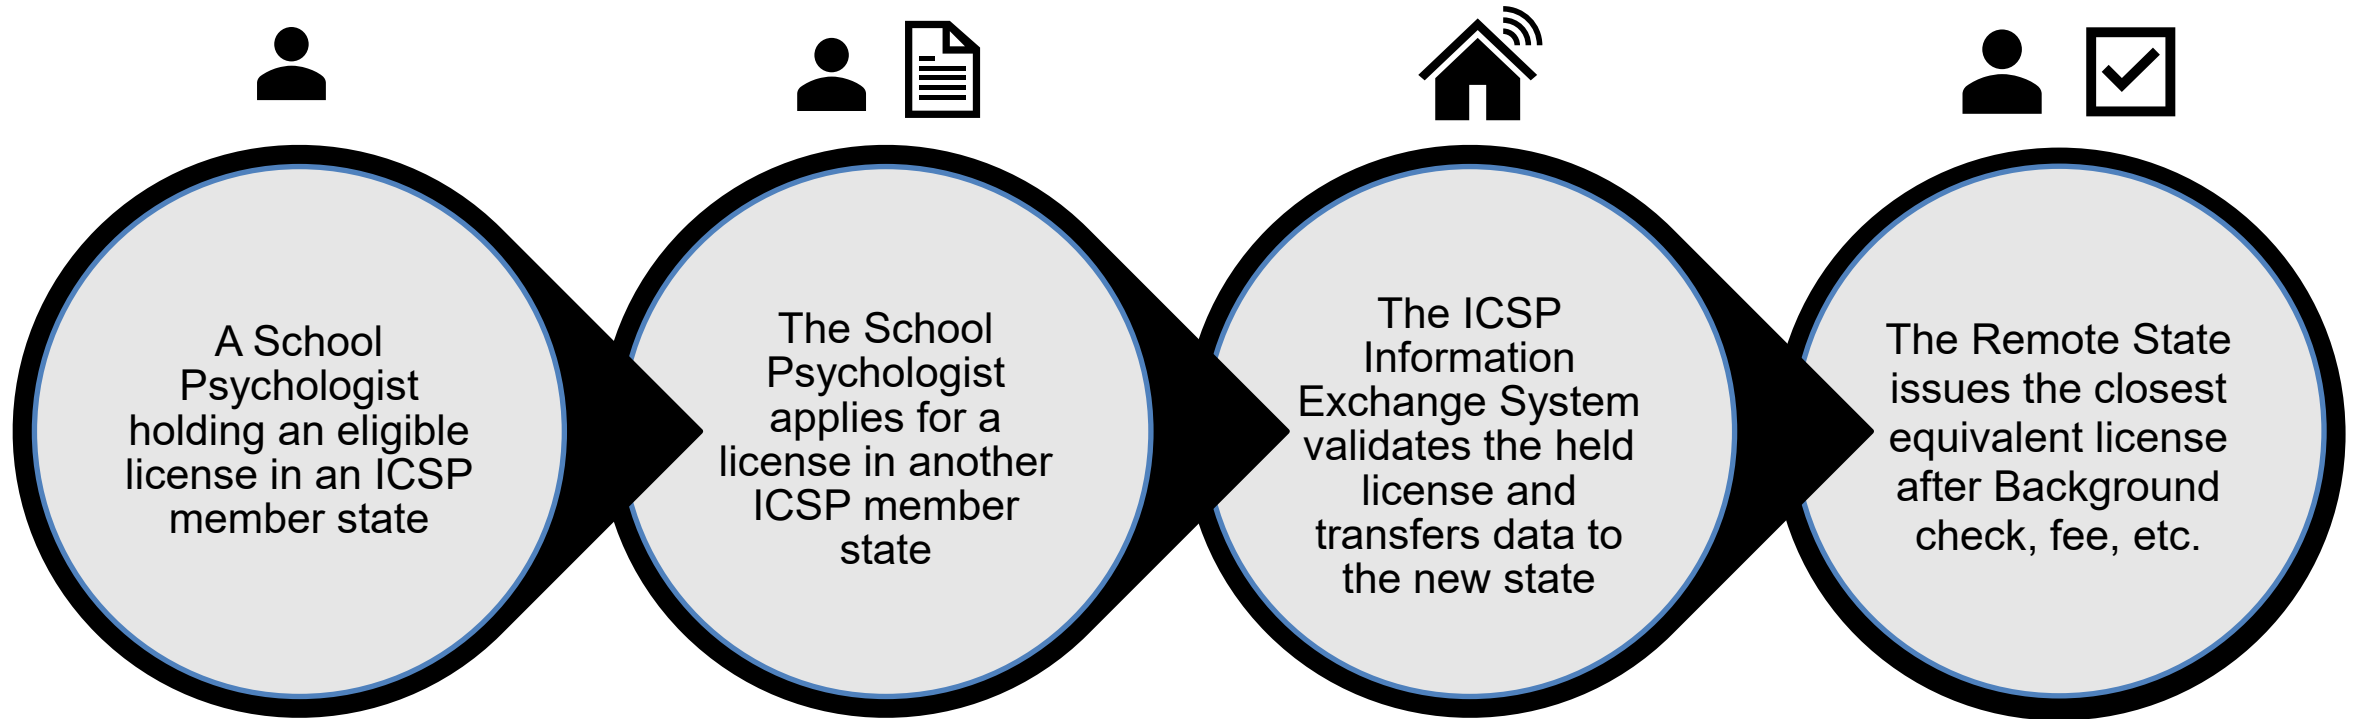 A School
Psychologist
holding an eligible
license in an ICSP
member state
The School
Psychologist
applies for a
license in another
ICSP member
state
The ICSP
Information
Exchange System
validates the held
license and
transfers data to
the new state
The Remote State
issues the closest
equivalent license
after Background
check, fee, etc.